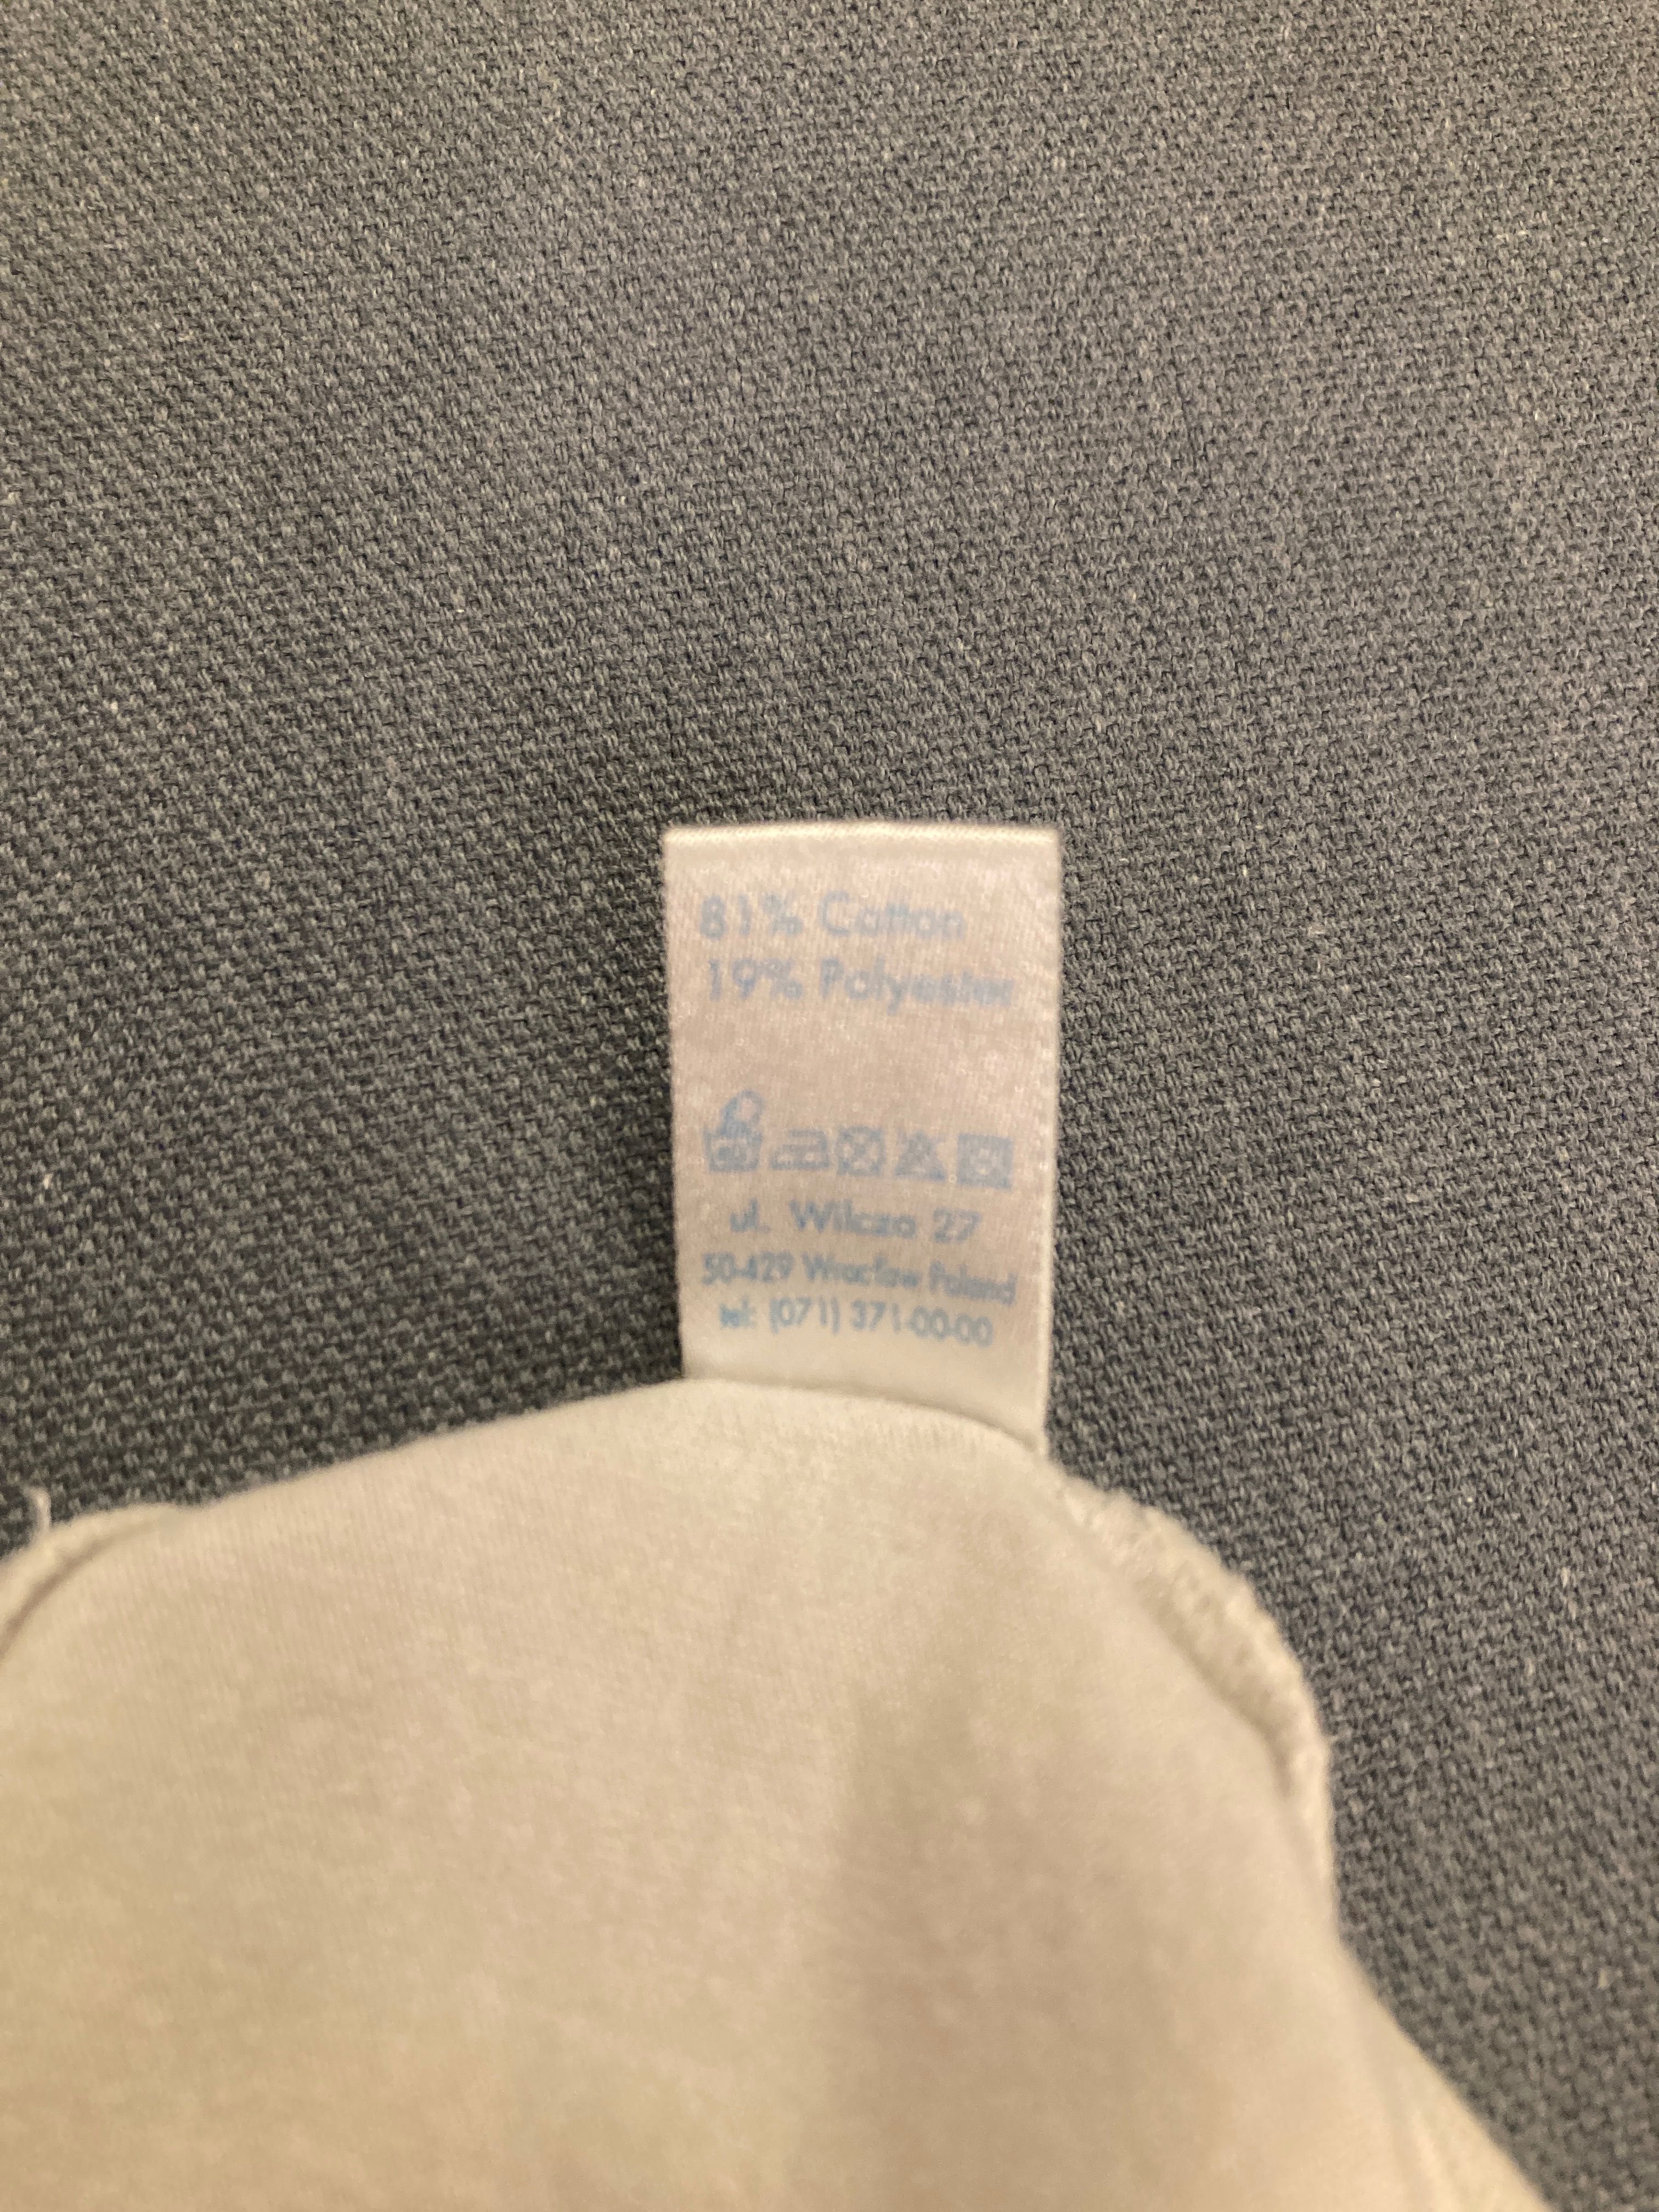 81% Cotton
19% Polyester
ul. Wilcza 27
50-429 Wrocław Poland
tel: (071) 371-00-00